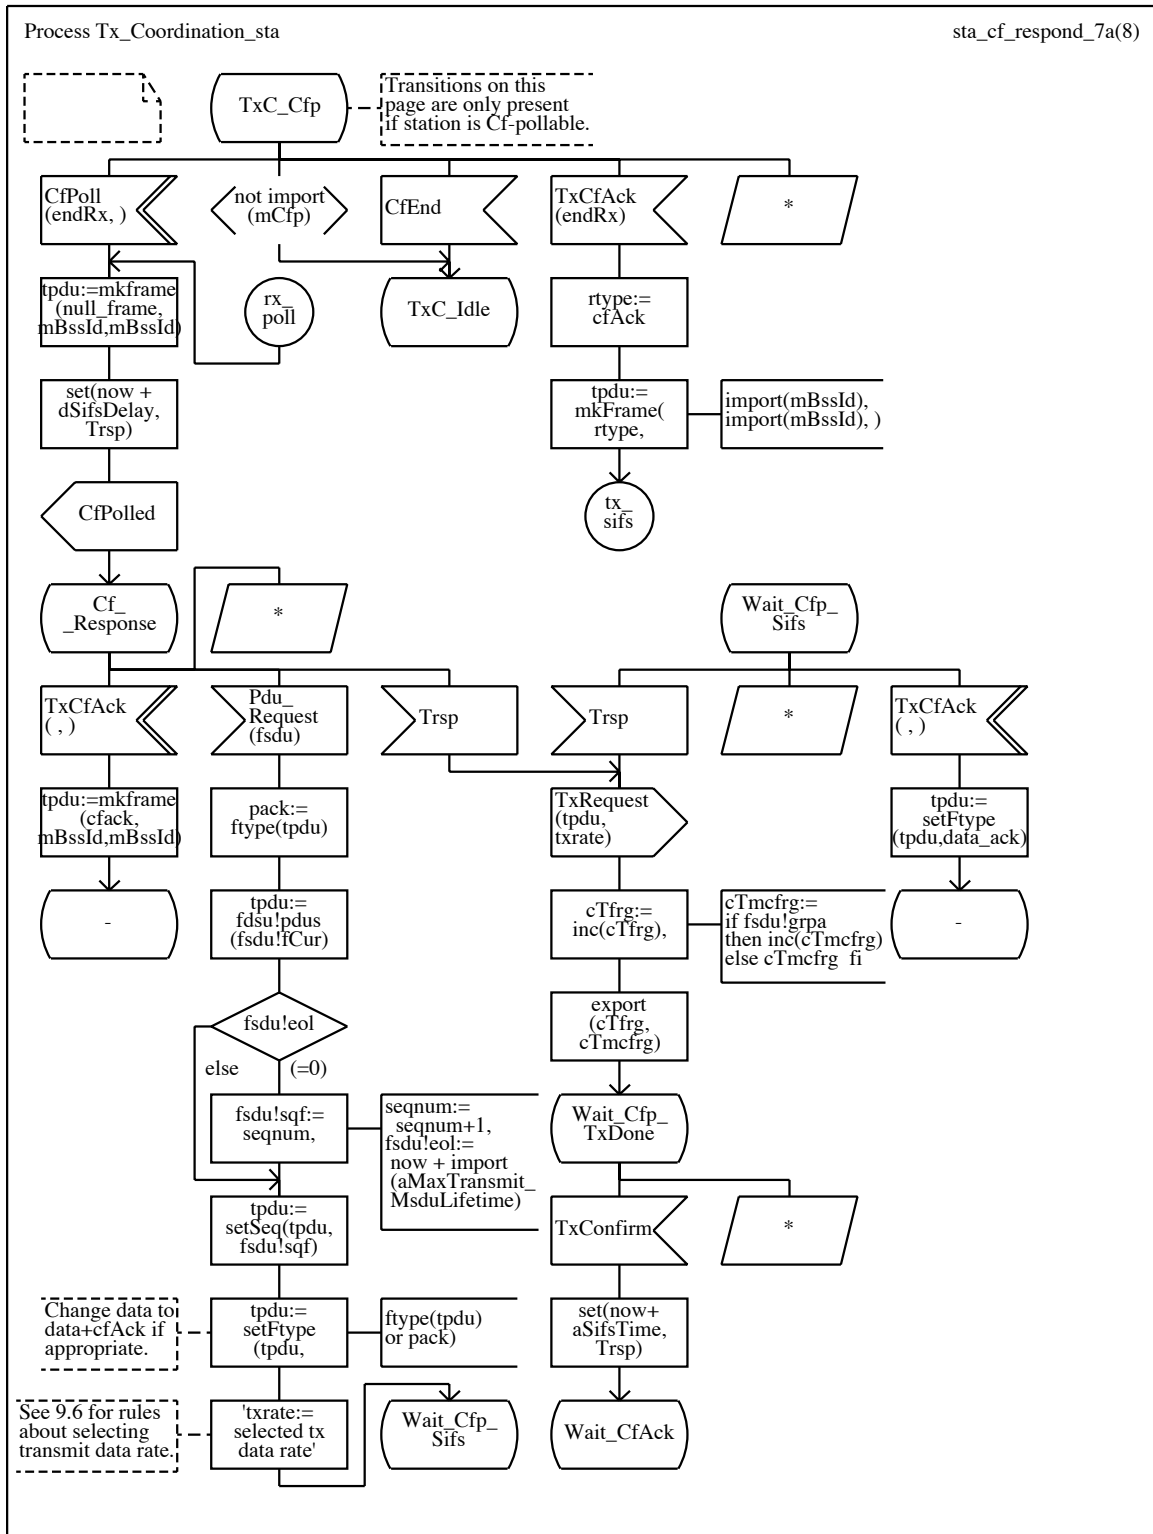 Process Tx_Coordination_sta
sta_cf_respond_7a(8)
TxC_Cfp
Transitions on this
page are only present
if station is Cf-pollable.
CfPoll
(endRx, )
not import
(mCfp)
CfEnd
TxCfAck
(endRx)
*
tpdu:=mkframe
(null_frame,
mBssId,mBssId)
rx_
poll
TxC_Idle
rtype:=
cfAck
set(now +
dSifsDelay,
Trsp)
tpdu:=
mkFrame(
rtype,
import(mBssId),
import(mBssId), )
CfPolled
tx_
sifs
Cf_
_Response
*
Wait_Cfp_
Sifs
TxCfAck
( , )
Pdu_
Request
(fsdu)
Trsp
Trsp
*
TxCfAck
( , )
tpdu:=mkframe
(cfack,
mBssId,mBssId)
pack:=
ftype(tpdu)
TxRequest
(tpdu,
txrate)
tpdu:=
setFtype
(tpdu,data_ack)
-
tpdu:=
fdsu!pdus
(fsdu!fCur)
cTfrg:=
inc(cTfrg),
cTmcfrg:=
if fsdu!grpa
then inc(cTmcfrg)
else cTmcfrg  fi
-
fsdu!eol
else
(=0)
export
(cTfrg,
cTmcfrg)
fsdu!sqf:=
seqnum,
seqnum:=
seqnum+1,
fsdu!eol:=
now + import
(aMaxTransmit_
MsduLifetime)
Wait_Cfp_
TxDone
tpdu:=
setSeq(tpdu,
fsdu!sqf)
TxConfirm
*
Change data to
data+cfAck if
appropriate.
tpdu:=
setFtype
(tpdu,
ftype(tpdu)
or pack)
set(now+
aSifsTime,
Trsp)
See 9.6 for rules
about selecting
transmit data rate.
'txrate:=
selected tx
data rate'
Wait_Cfp_
Sifs
Wait_CfAck